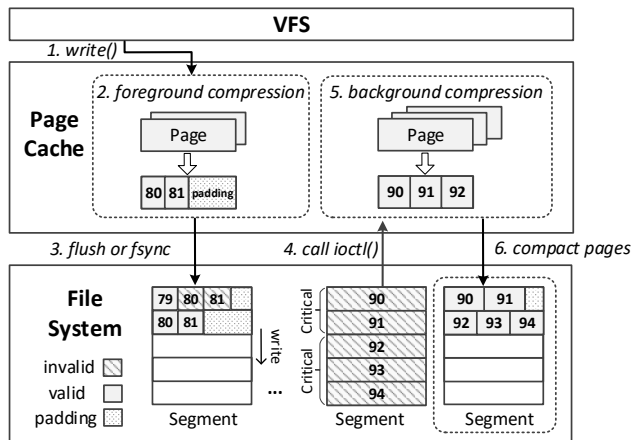 VFS
1. write()
Page Cache
2. foreground compression
Page
80 81 padding
5. background compression
Page
90 91 92
3. flush or fsync
4. call ioctl()
6. compact pages
File System
invalid
valid
padding
79 80 81
80 81
write
Segment
...
Critical
Critical
90
91
92
93
94
Segment
90 91
92 93 94
Segment